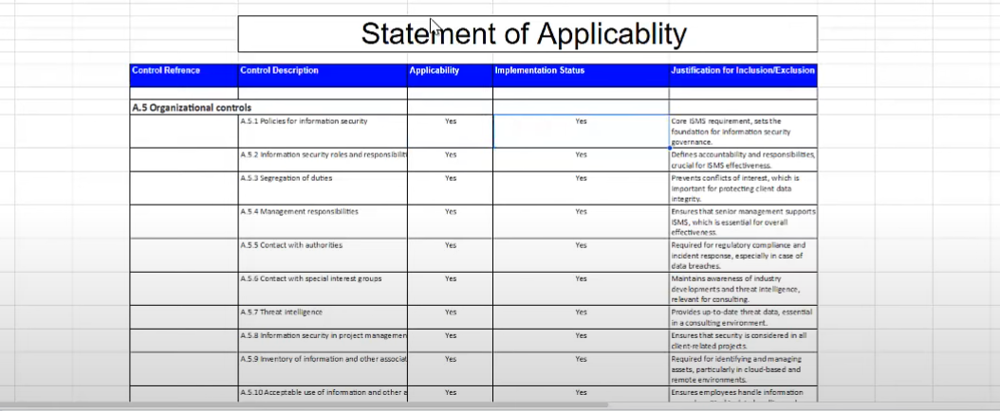 Statement of Applicablity
Control Refrence Control Description Applicability Implementation Status Justification for Inclusion/Exclusion
A.5 Organizational controls
A.5.1 Policies for information security Yes Yes Core ISMS requirement, sets the
foundation for information security
governance.
A.5.2 Information security roles and responsibiliti Yes Yes Defines accountability and responsibilities,
crucial for ISMS effectiveness.
A.5.3 Segregation of duties Yes Yes Prevents conflicts of interest, which is
important for protecting client data
integrity.
A.5.4 Management responsibilities Yes Yes Ensures that senior management supports
ISMS, which is essential for overall
effectiveness.
A.5.5 Contact with authorities Yes Yes Required for regulatory compliance and
incident response, especially in case of
data breaches.
A.5.6 Contact with special interest groups Yes Yes Maintains awareness of industry
developments and threat intelligence,
relevant for consulting.
A.5.7 Threat intelligence Yes Yes Provides up-to-date threat data, essential
in a consulting environment.
A.5.8 Information security in project managemen Yes Yes Ensures that security is considered in all
client-related projects.
A.5.9 Inventory of information and other associat Yes Yes Required for identifying and managing
assets, particularly in cloud-based and
remote environments.
A.5.10 Acceptable use of information and other a Yes Yes Ensures employees handle information